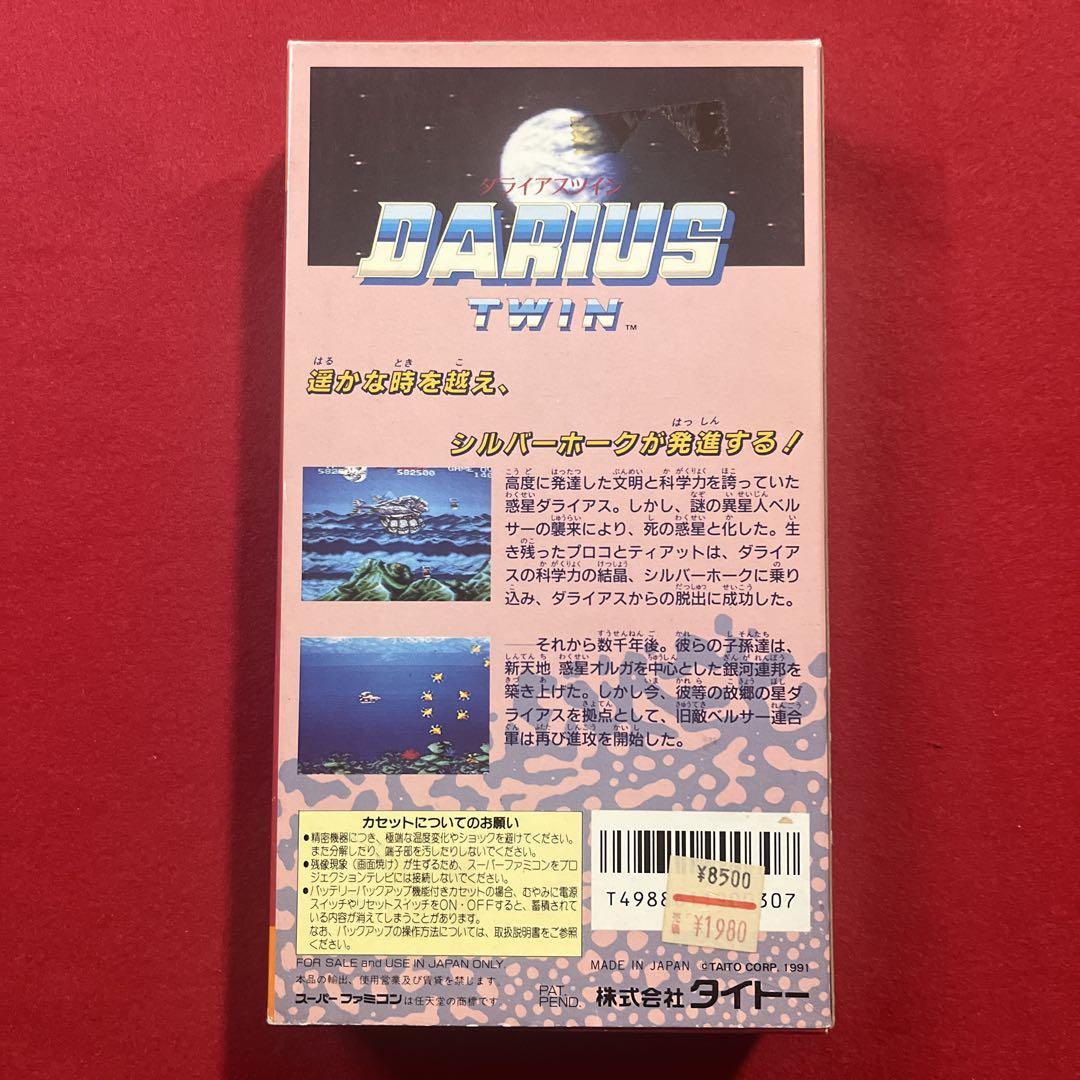 ダライアスツイン
DARIUS
TWIN™
遥かな時を越え、
シルバーホークが発進する!
582500 GAME
高度に発達した文明と科学力を誇っていた
惑星ダライアス。しかし、謎の異星人ベル
サーの襲来により、死の惑星と化した。生
き残ったプロコとティアットは、ダライア
スの科学力の結晶、シルバーホークに乗り
込み、ダライアスからの脱出に成功した。
──それから数千年後。彼らの子孫達は、
新天地 惑星オルガを中心とした銀河連邦を
築き上げた。しかし今、彼等の故郷の星ダ
ライアスを拠点として、旧敵ベルサー連合
軍は再び進攻を開始した。
カセットについてのお願い
●精密機器につき、極端な温度変化やショックを避けてください。
また分解したり、端子部を汚したりしないでください。
●残像現象(画面焼け)が生ずるため、スーパーファミコンをプロ
ジェクションテレビには接続しないでください。
●バッテリーバックアップ機能付きカセットの場合、むやみに電源
スイッチやリセットスイッチをON・OFFすると、蓄積されて
いる内容が消えてしまうことがあります。
なお、バックアップの操作方法については、取扱説明書をご参照
ください。
¥8500
T4988 307
売価 ¥1980
FOR SALE and USE IN JAPAN ONLY
本品の輸出、使用営業及び賃貸を禁じます
スーパーファミコンは任天堂の商標です
MADE IN JAPAN ©TAITO CORP. 1991
PAT.
PEND.
株式会社タイトー